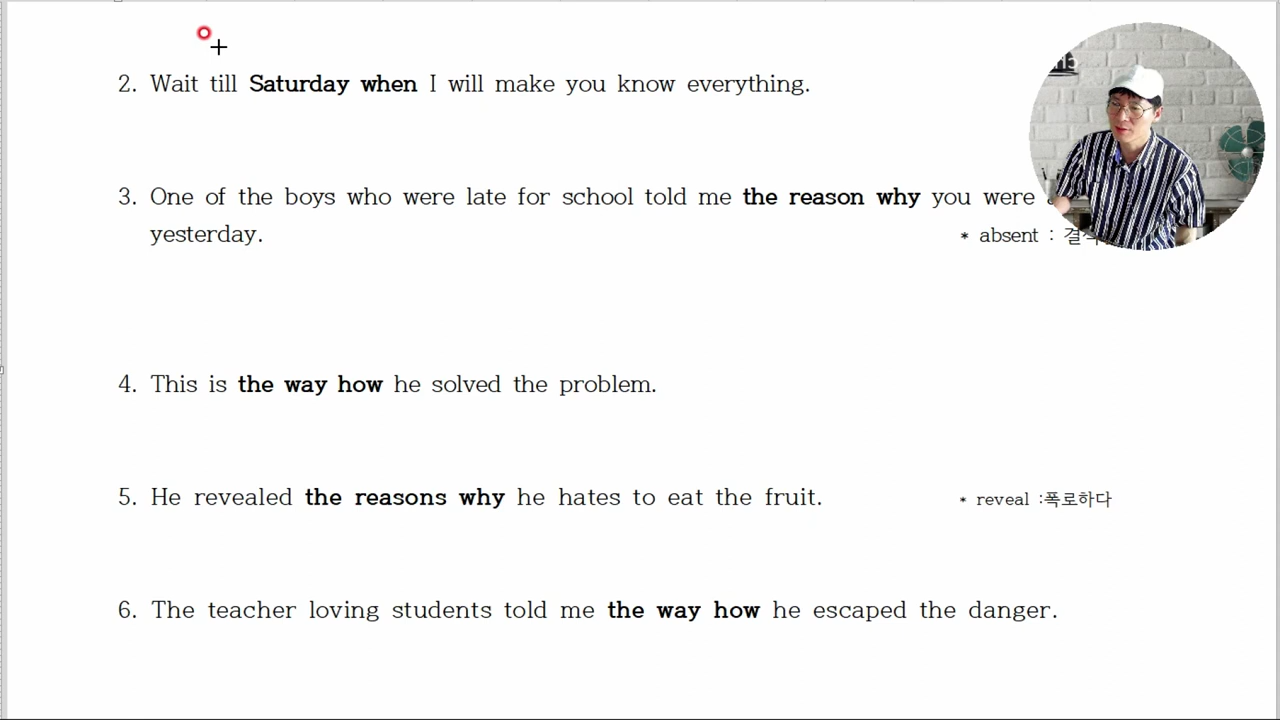 2. Wait till Saturday when I will make you know everything.
3. One of the boys who were late for school told me the reason why you were
yesterday.
* absent :
4. This is the way how he solved the problem.
5. He revealed the reasons why he hates to eat the fruit.
* reveal :폭로하다
6. The teacher loving students told me the way how he escaped the danger.